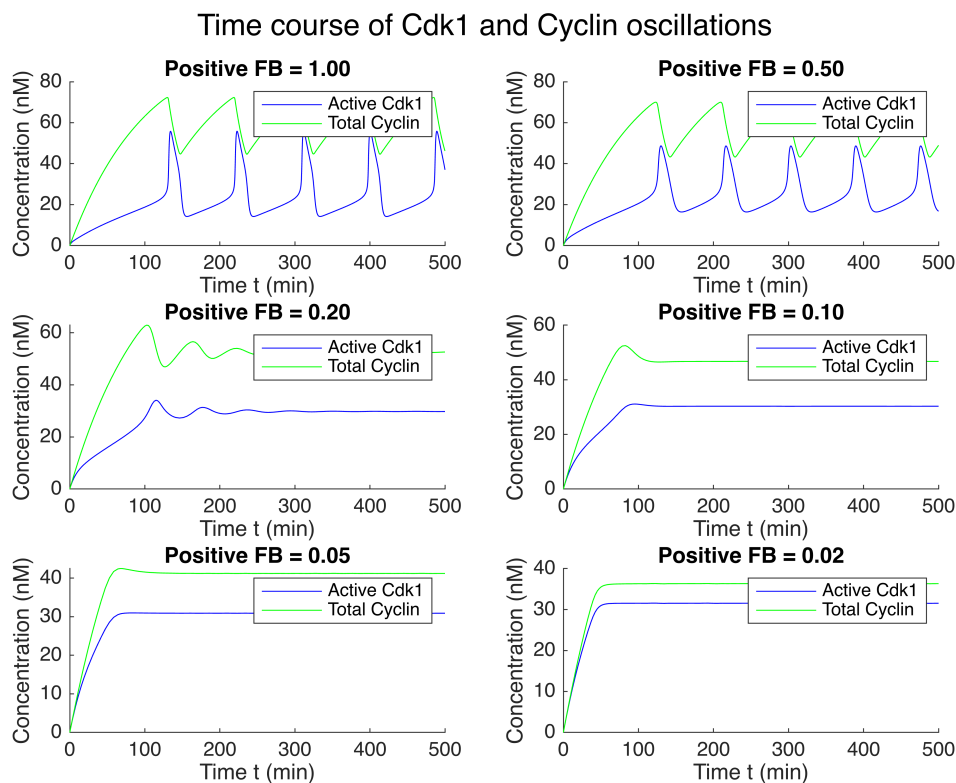 Time course of Cdk1 and Cyclin oscillations
Positive FB = 1.00
Concentration (nM)
80
60
40
20
0
0 100 200 300 400 500
Time t (min)
Active Cdk1
Total Cyclin
Positive FB = 0.50
Concentration (nM)
80
60
40
20
0
0 100 200 300 400 500
Time t (min)
Active Cdk1
Total Cyclin
Positive FB = 0.20
Concentration (nM)
60
40
20
0
0 100 200 300 400 500
Time t (min)
Active Cdk1
Total Cyclin
Positive FB = 0.10
Concentration (nM)
60
40
20
0
0 100 200 300 400 500
Time t (min)
Active Cdk1
Total Cyclin
Positive FB = 0.05
Concentration (nM)
40
30
20
10
0
0 100 200 300 400 500
Time t (min)
Active Cdk1
Total Cyclin
Positive FB = 0.02
Concentration (nM)
40
30
20
10
0
0 100 200 300 400 500
Time t (min)
Active Cdk1
Total Cyclin